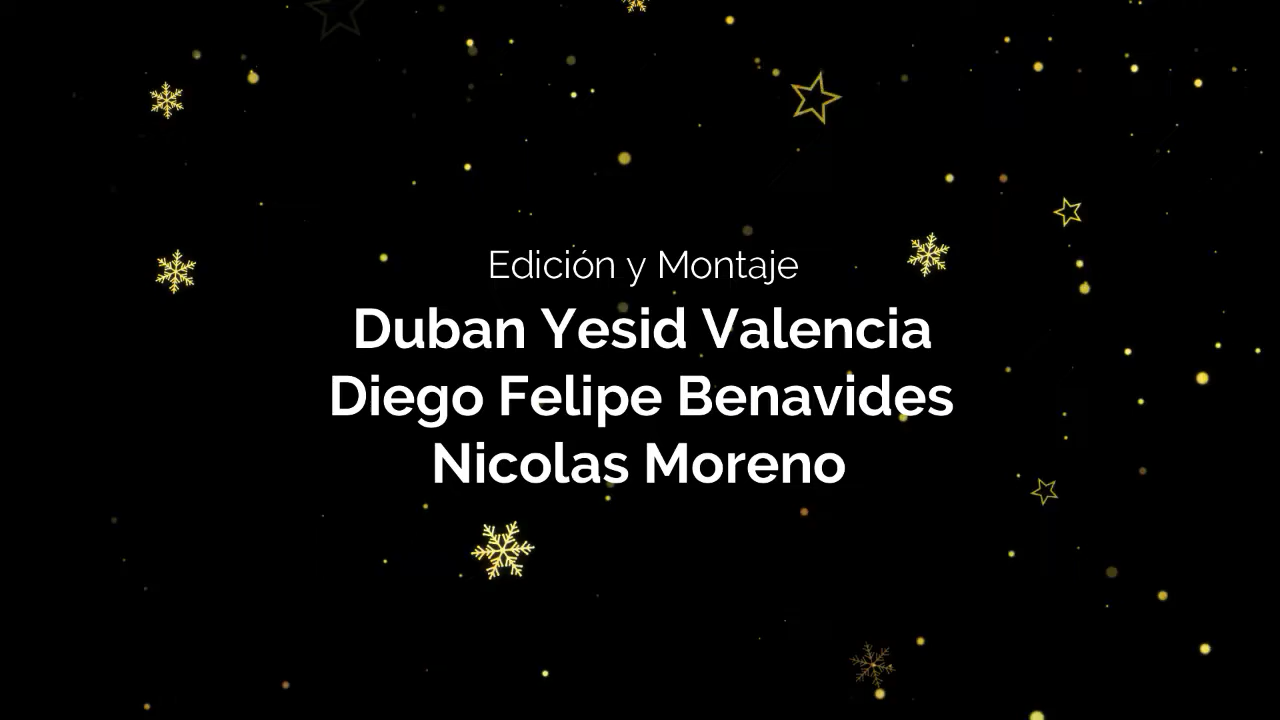 Edición y Montaje
Duban Yesid Valencia
Diego Felipe Benavides
Nicolas Moreno